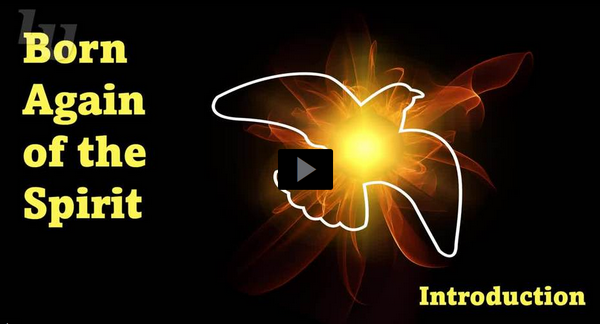 Born
Again
of the
Spirit
Introduction